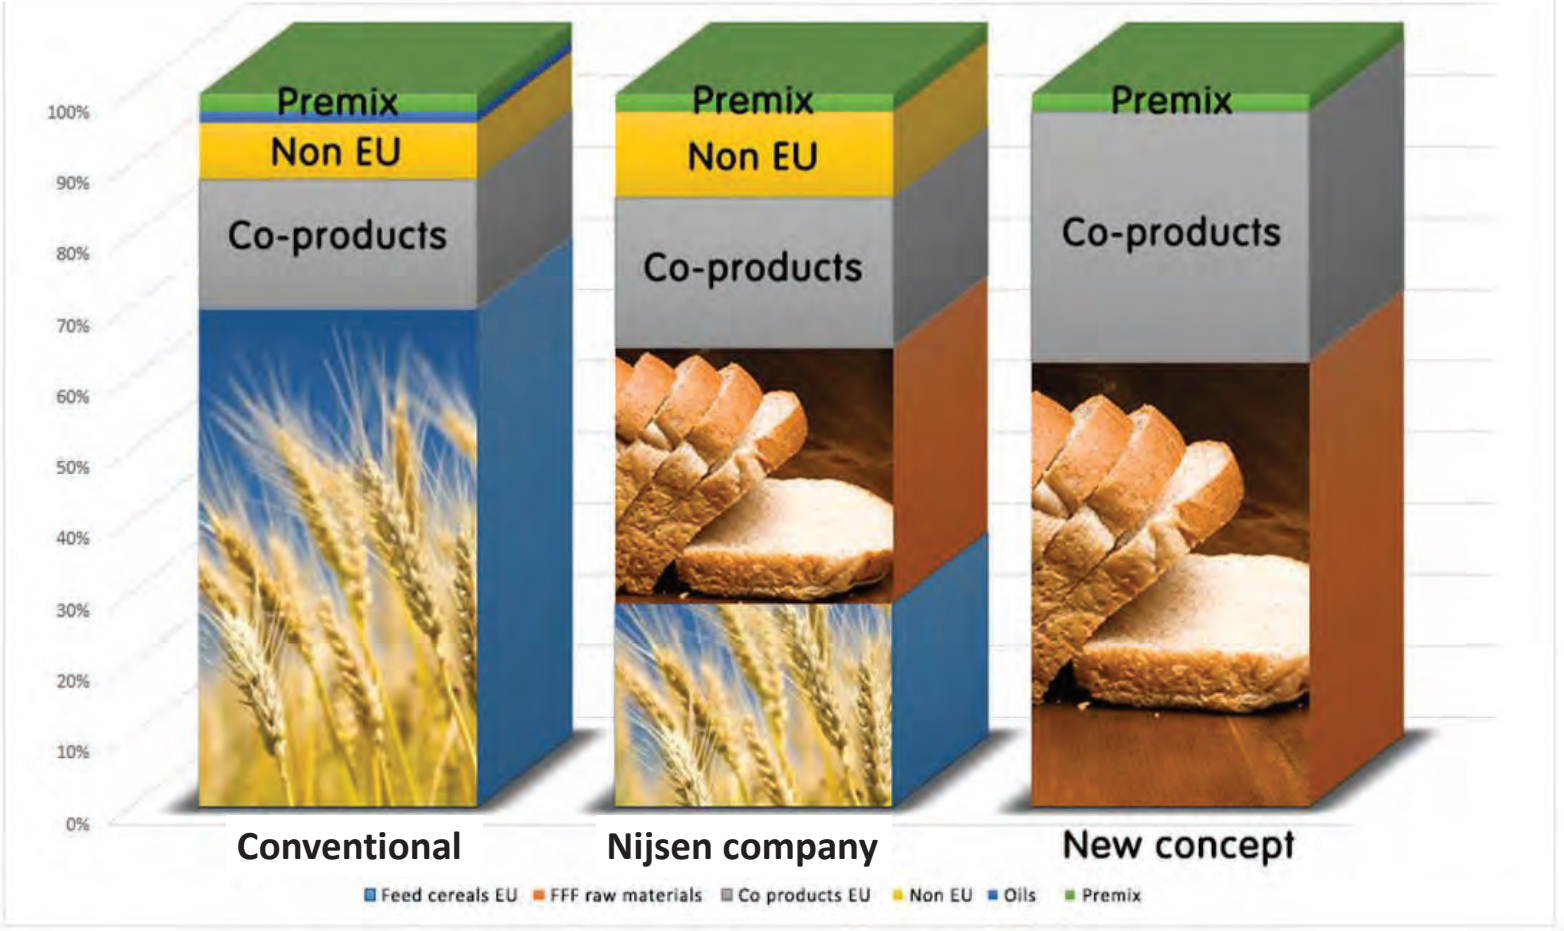 100%
90%
80%
70%
60%
50%
40%
30%
20%
10%
0%
Premix
Non EU
Co-products
Premix
Non EU
Co-products
Premix
Co-products
Conventional
Nijsen company
New concept
Feed cereals EU FFF raw materials Co products EU Non EU Oils Premix